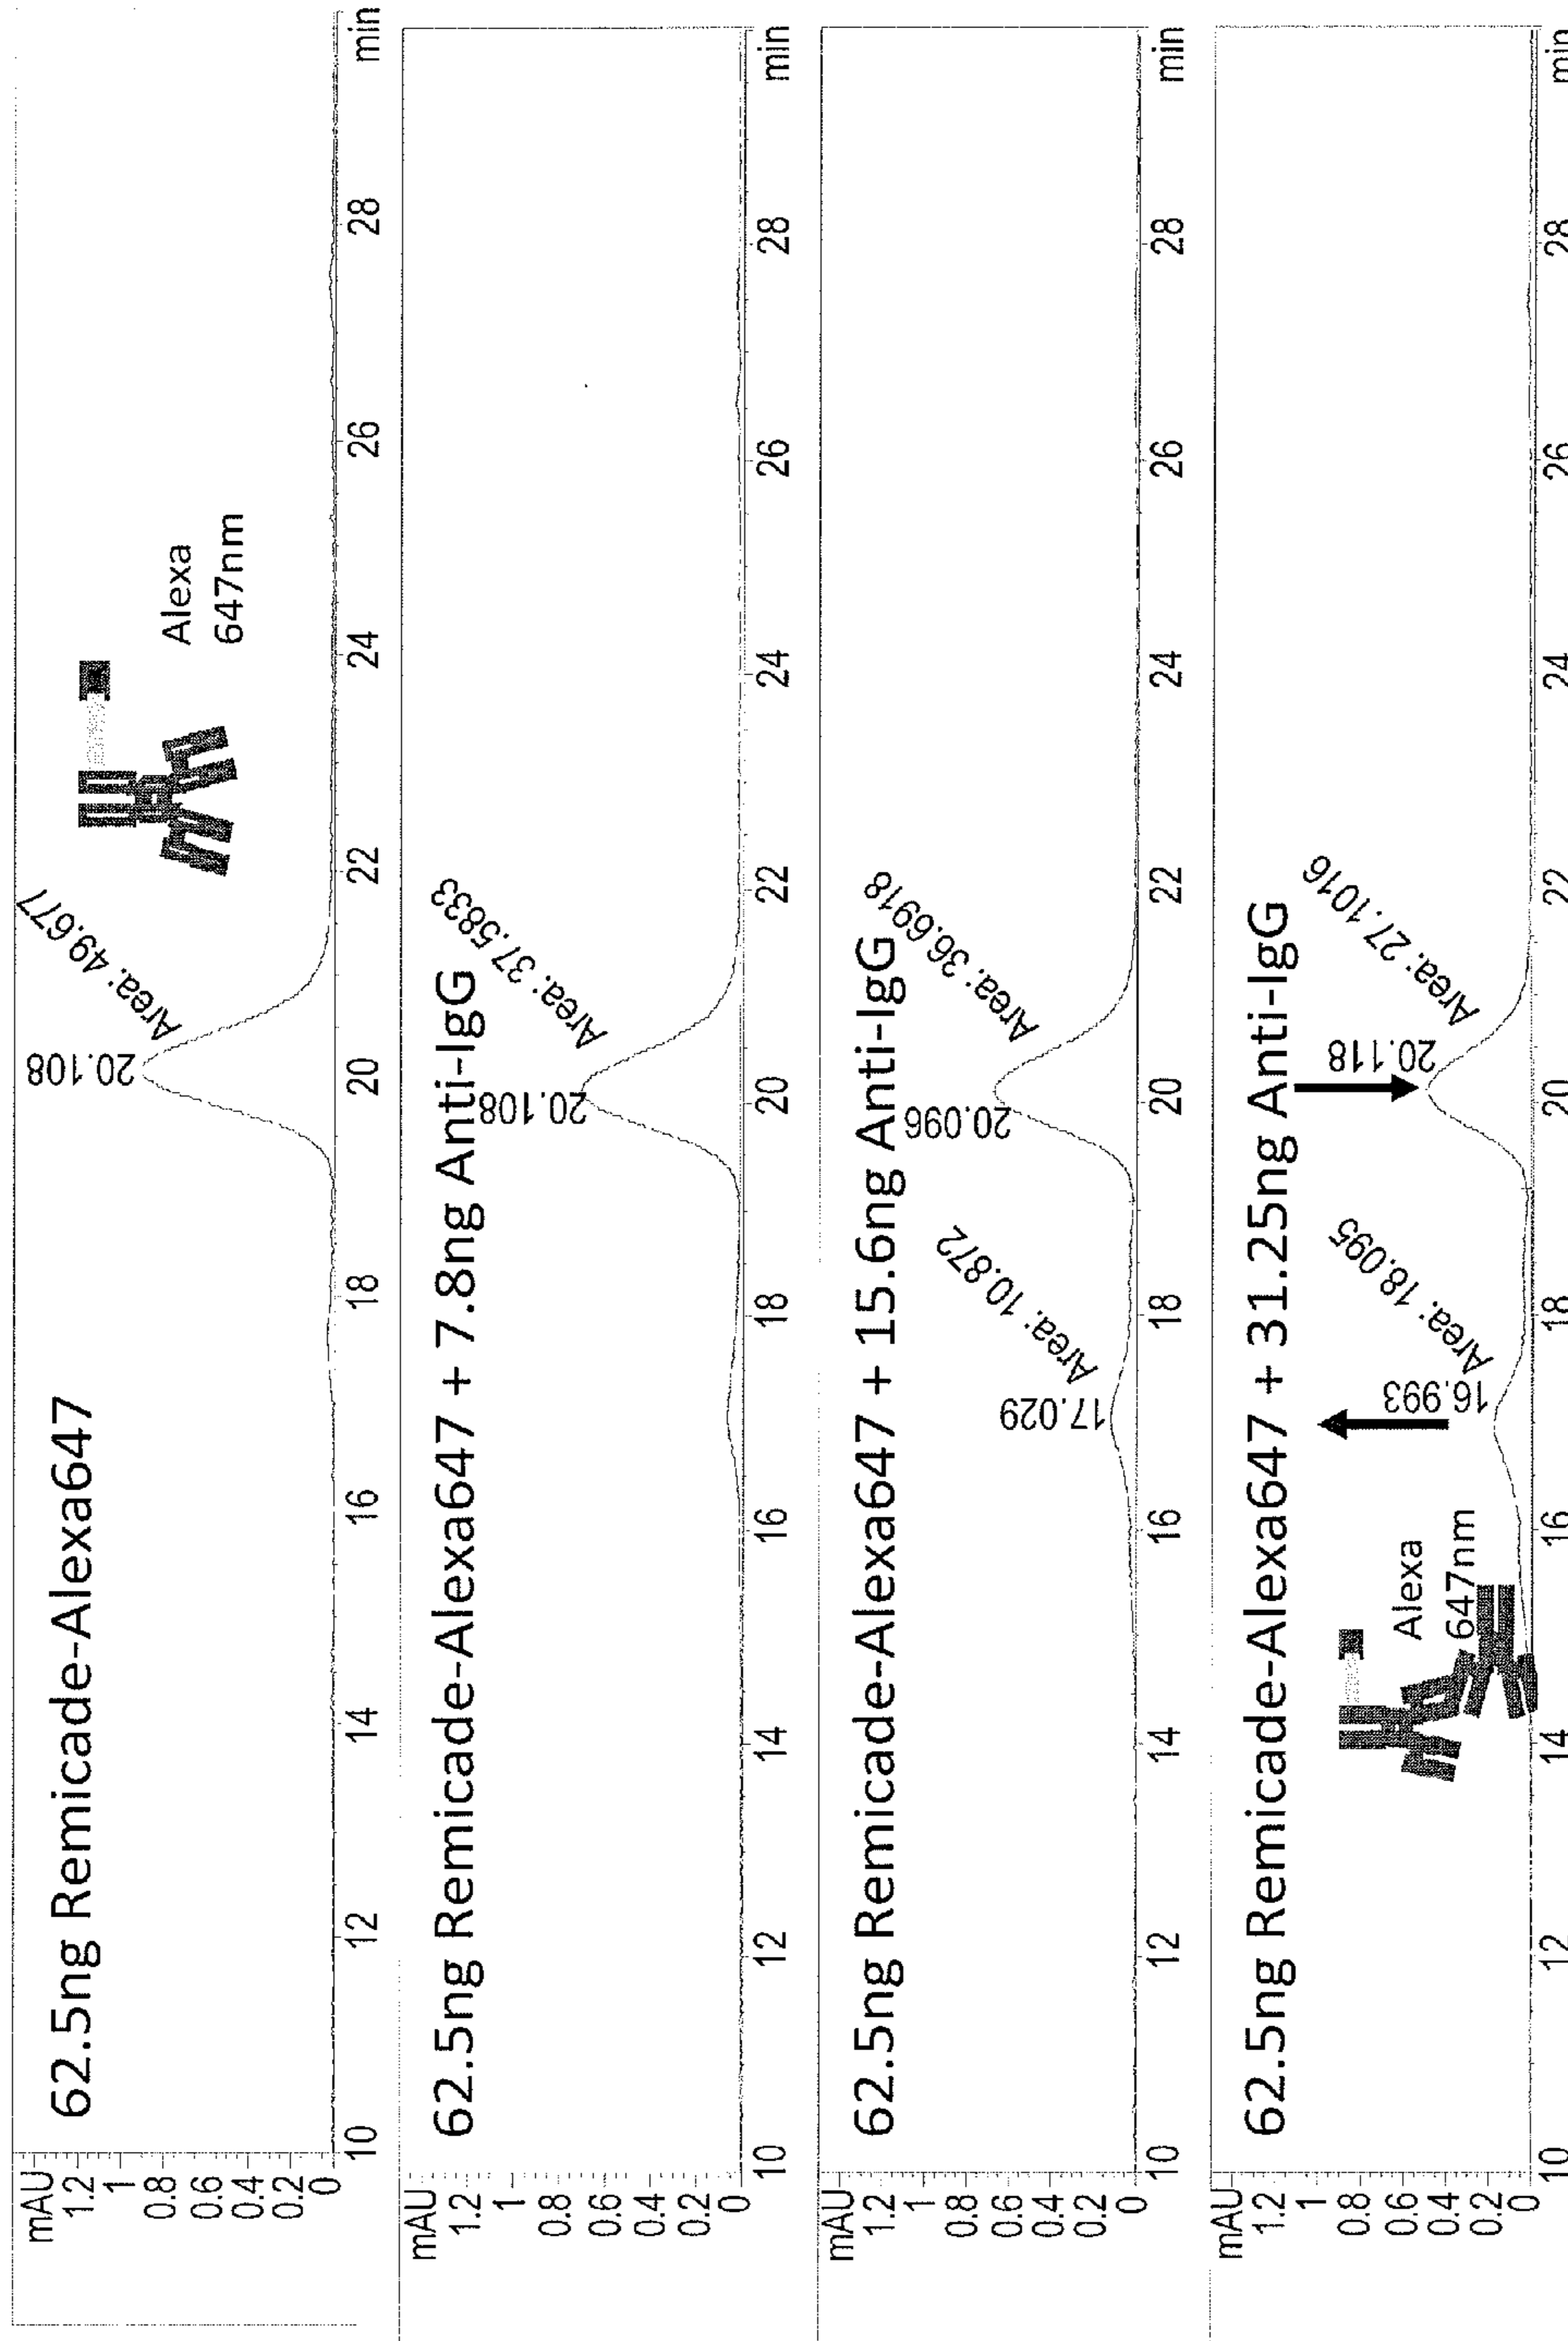 62.5ng Remicade-Alexa647
mAU
1.2
1
0.8
0.6
0.4
0.2
0
20.108
Area: 49.677
Alexa
647nm
10 12 14 16 18 20 22 24 26 28 min
62.5ng Remicade-Alexa647 + 7.8ng Anti-IgG
mAU
1.2
1
0.8
0.6
0.4
0.2
0
20.108
Area: 37.5833
10 12 14 16 18 20 22 24 26 28 min
62.5ng Remicade-Alexa647 + 15.6ng Anti-IgG
mAU
1.2
1
0.8
0.6
0.4
0.2
0
17.029
Area: 10.872
20.096
Area: 36.6918
10 12 14 16 18 20 22 24 26 28 min
62.5ng Remicade-Alexa647 + 31.25ng Anti-IgG
mAU
1.2
1
0.8
0.6
0.4
0.2
0
Alexa
647nm
16.993
Area: 18.095
20.118
Area: 27.1016
10 12 14 16 18 20 22 24 26 28 min